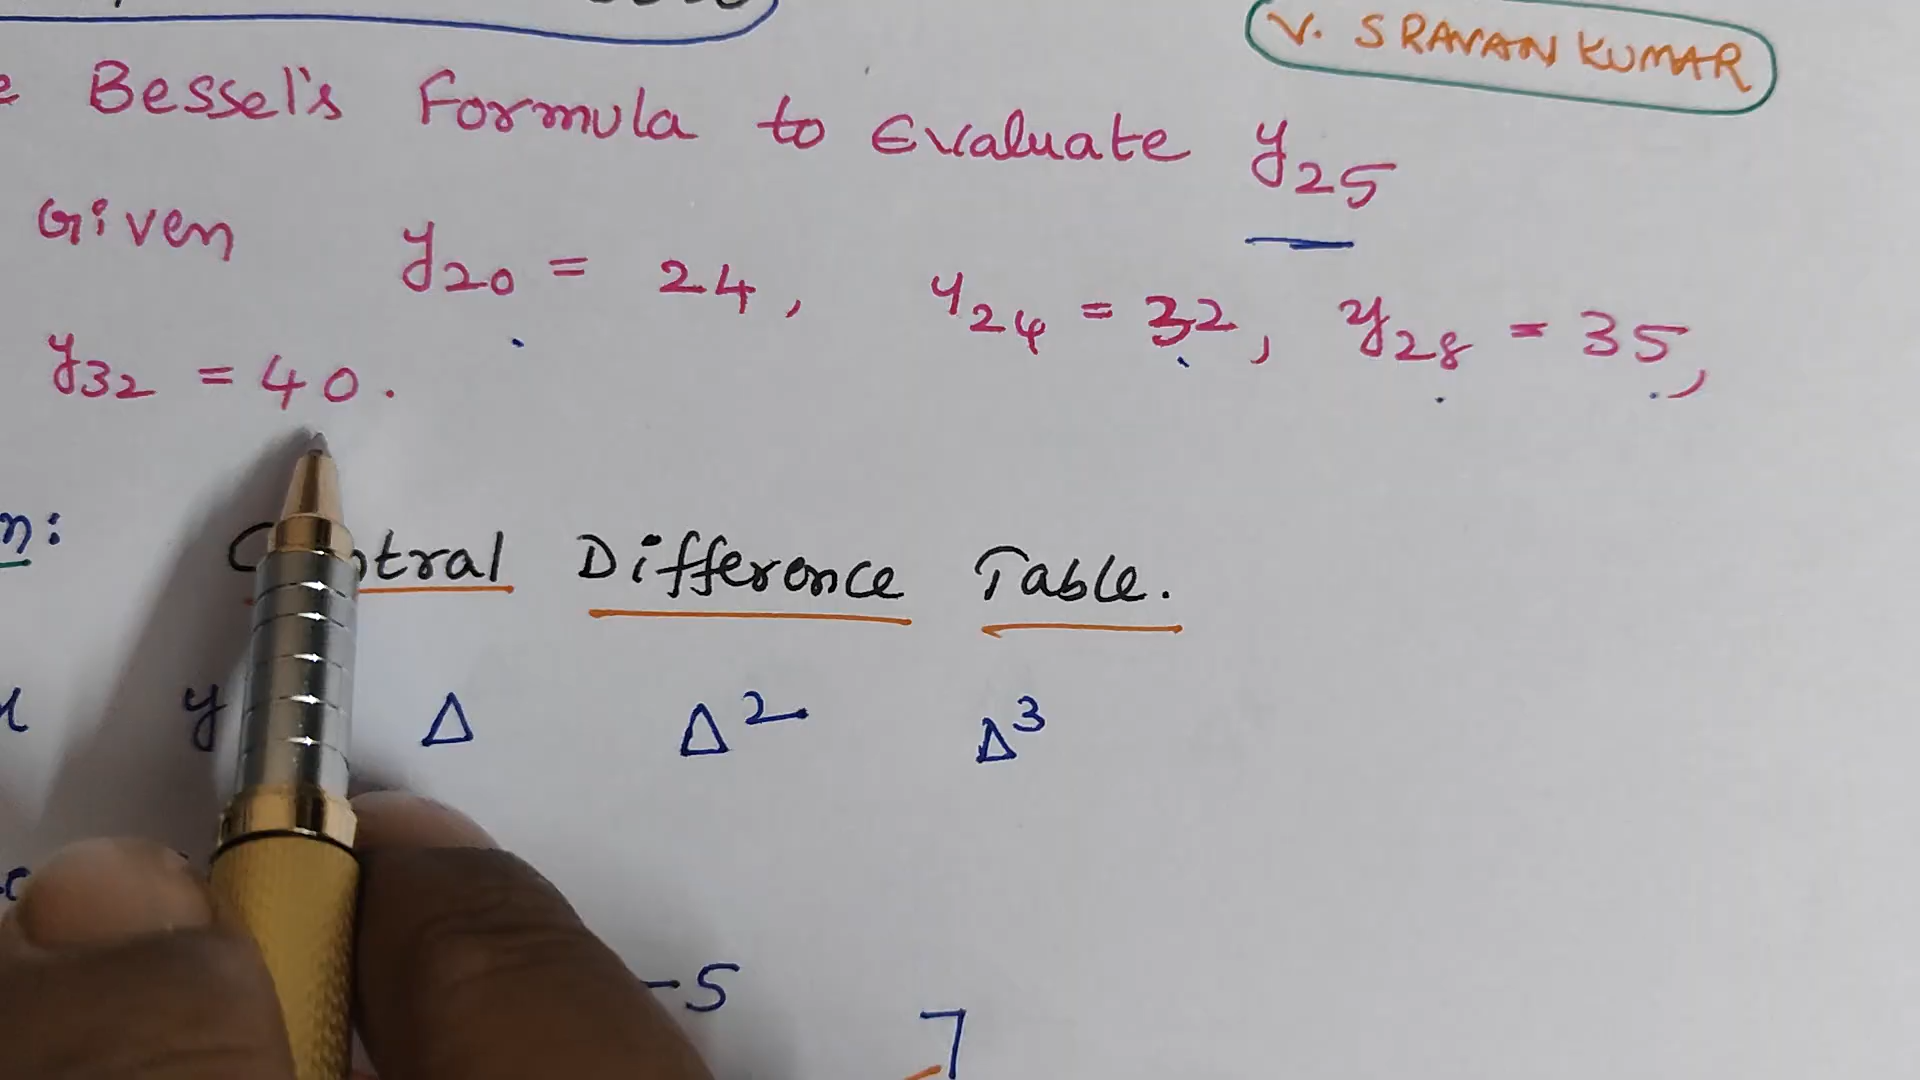 V. SRAVAN KUMAR
Bessel's Formula to Evaluate y25
Given y20 = 24, y24 = 32, y28 = 35,
y32 = 40.
n:
Central Difference Table.
x y Δ Δ² Δ³
-5
7